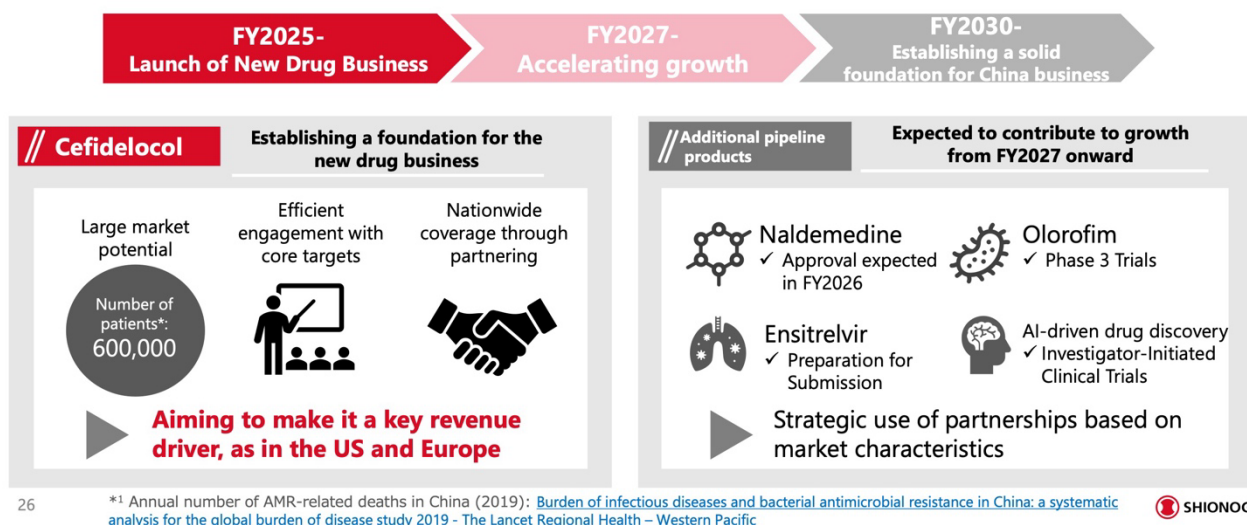 FY2025-
Launch of New Drug Business
FY2027-
Accelerating growth
FY2030-
Establishing a solid
foundation for China business
// Cefidelocol
Establishing a foundation for the
new drug business
Large market
potential
Number of
patients*:
600,000
Efficient
engagement with
core targets
Nationwide
coverage through
partnering
Aiming to make it a key revenue
driver, as in the US and Europe
// Additional pipeline
products
Expected to contribute to growth
from FY2027 onward
Naldemedine
✓ Approval expected
in FY2026
Olorofim
✓ Phase 3 Trials
Ensitrelvir
✓ Preparation for
Submission
AI-driven drug discovery
✓ Investigator-Initiated
Clinical Trials
Strategic use of partnerships based on
market characteristics
26
*1 Annual number of AMR-related deaths in China (2019): Burden of infectious diseases and bacterial antimicrobial resistance in China: a systematic
analysis for the global burden of disease study 2019 - The Lancet Regional Health – Western Pacific